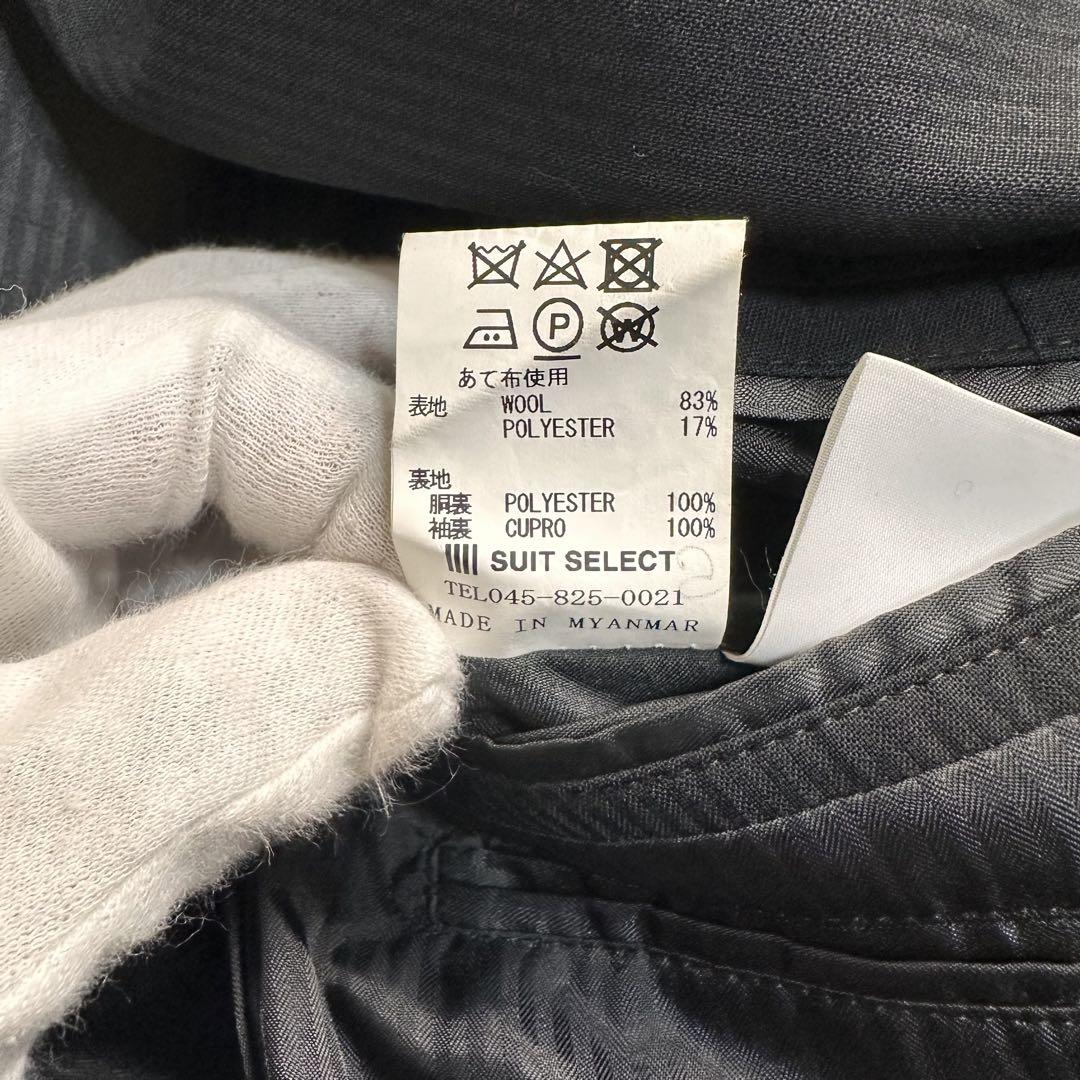 P W
あて布使用
表地 WOOL 83%
POLYESTER 17%
裏地
胴裏 POLYESTER 100%
袖裏 CUPRO 100%
SUIT SELECT
TEL045-825-0021
MADE IN MYANMAR